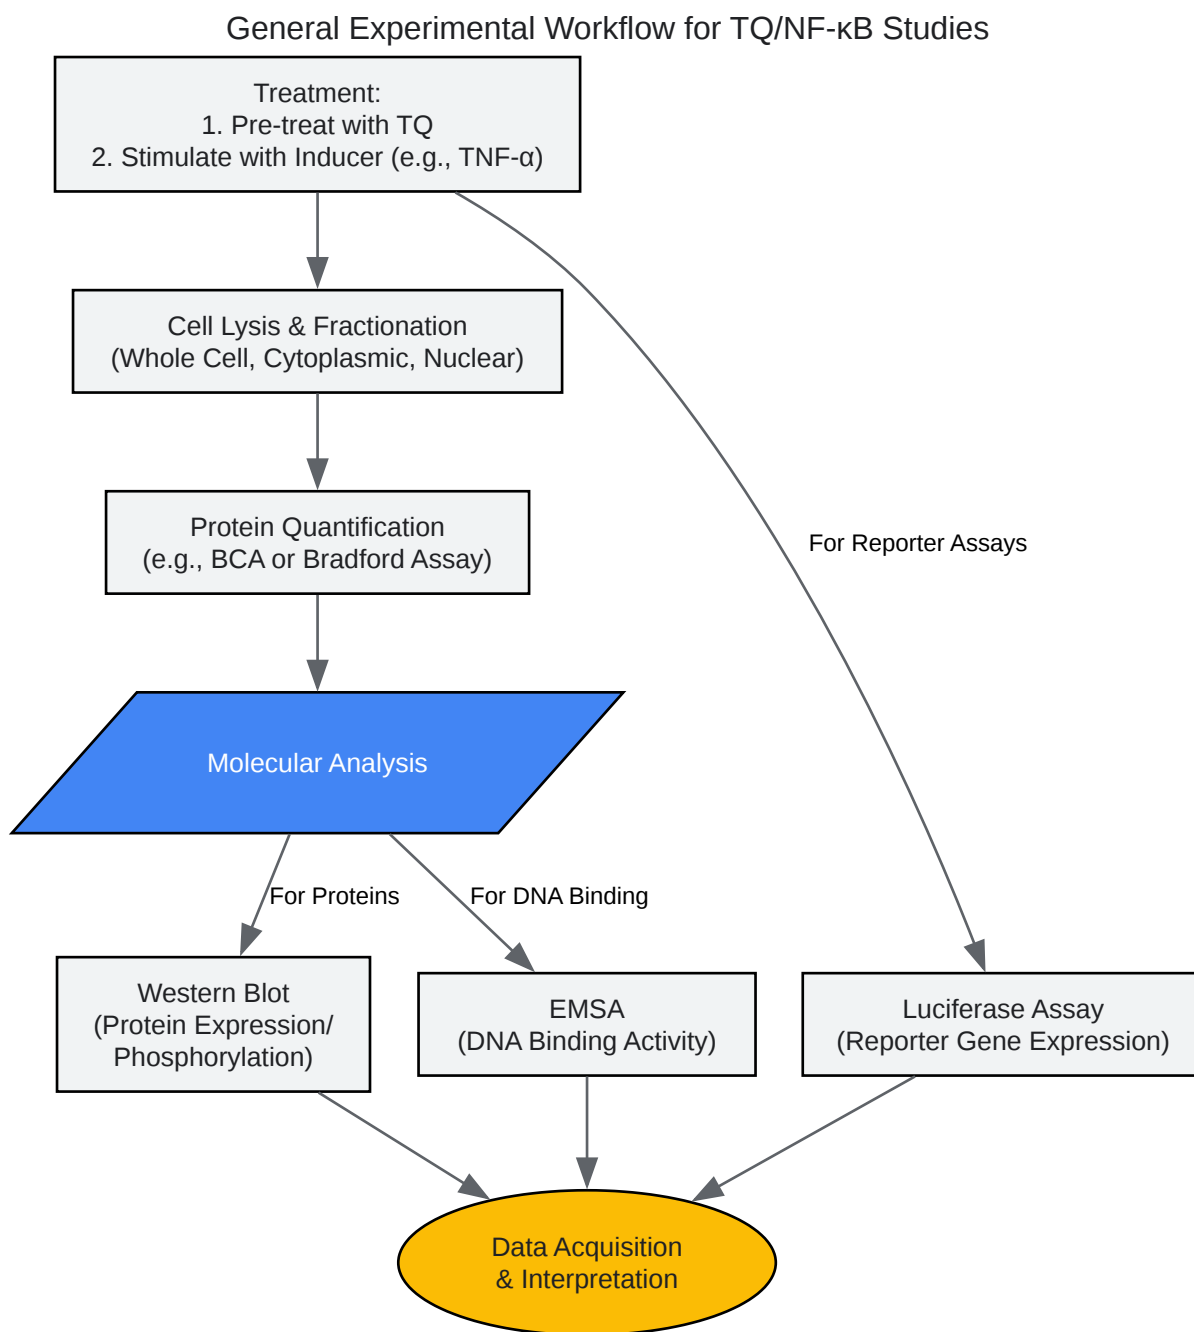 General Experimental Workflow for TQ/NF-κB Studies
Treatment:
1. Pre-treat with TQ
2. Stimulate with Inducer (e.g., TNF-α)
Cell Lysis & Fractionation
(Whole Cell, Cytoplasmic, Nuclear)
Protein Quantification
(e.g., BCA or Bradford Assay)
For Reporter Assays
Molecular Analysis
For Proteins
For DNA Binding
Western Blot
(Protein Expression/
Phosphorylation)
EMSA
(DNA Binding Activity)
Luciferase Assay
(Reporter Gene Expression)
Data Acquisition
& Interpretation